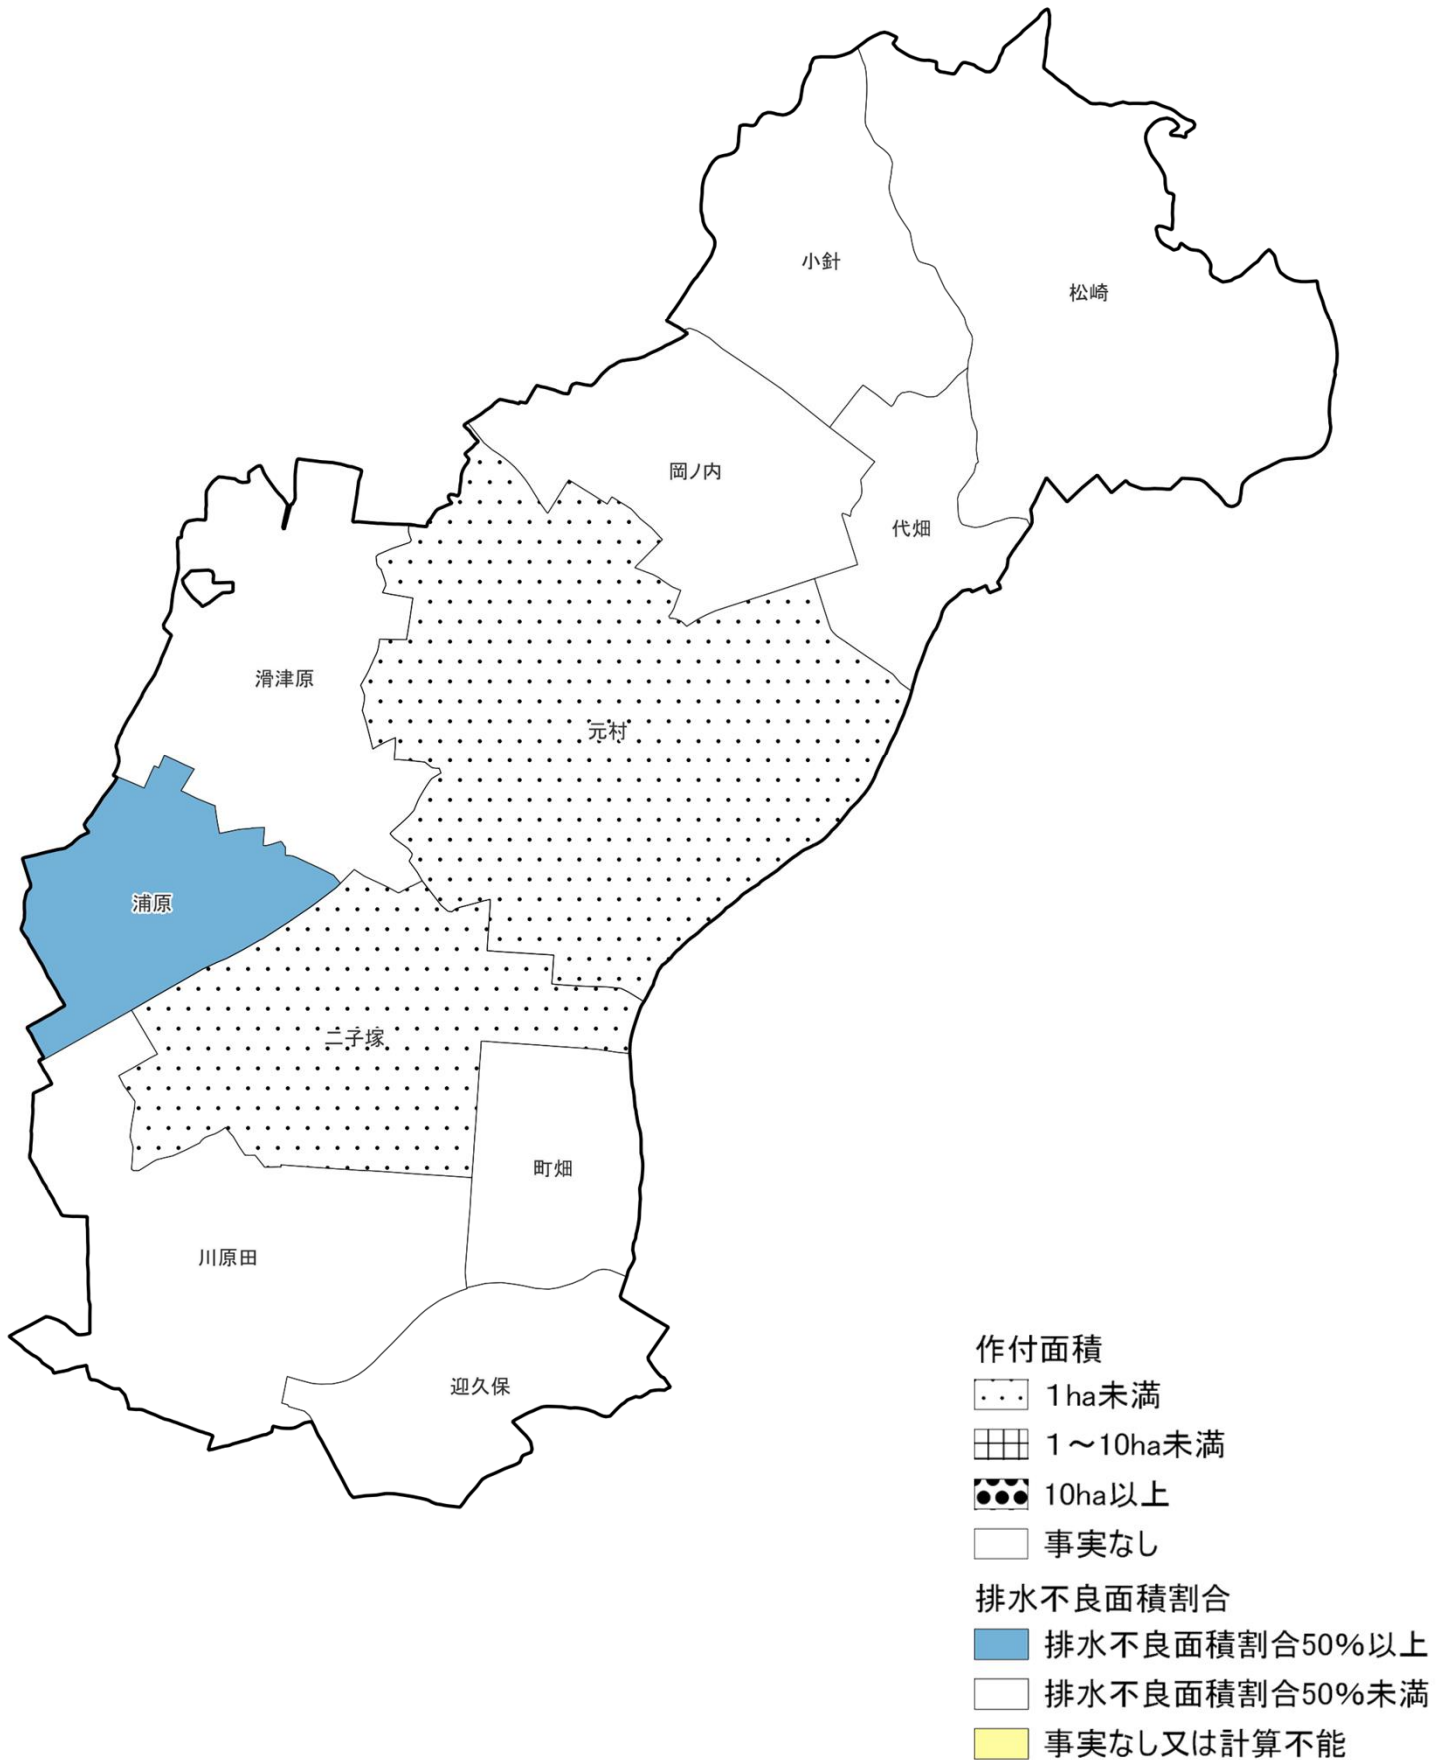 小針
松崎
岡ノ内
代畑
滑津原
元村
浦原
二子塚
町畑
川原田
迎久保
作付面積
1ha未満
1～10ha未満
10ha以上
事実なし
排水不良面積割合
排水不良面積割合50%以上
排水不良面積割合50%未満
事実なし又は計算不能